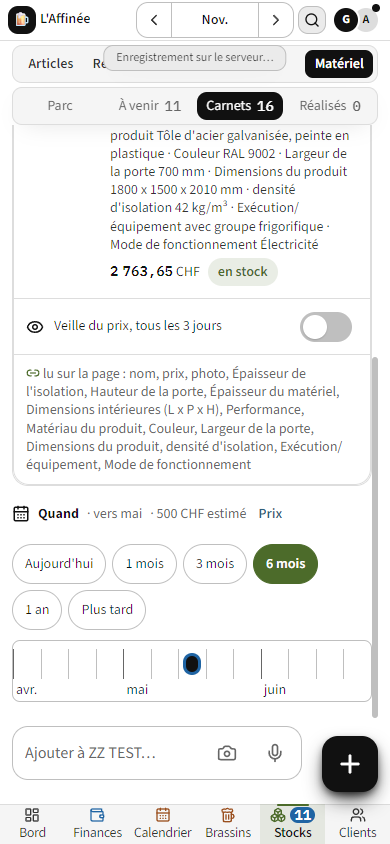 L'Affinée
Nov.
G
A
Enregistrement sur le serveur…
Articles
Matériel
Parc
À venir 11
Carnets 16
Réalisés 0
produit Tôle d'acier galvanisée, peinte en
plastique · Couleur RAL 9002 · Largeur de
la porte 700 mm · Dimensions du produit
1800 x 1500 x 2010 mm · densité
d'isolation 42 kg/m³ · Exécution/
équipement avec groupe frigorifique ·
Mode de fonctionnement Électricité
2 763,65 CHF en stock
Veille du prix, tous les 3 jours
lu sur la page : nom, prix, photo, Épaisseur de
l'isolation, Hauteur de la porte, Épaisseur du matériel,
Dimensions intérieures (L x P x H), Performance,
Matériau du produit, Couleur, Largeur de la porte,
Dimensions du produit, densité d'isolation, Exécution/
équipement, Mode de fonctionnement
Quand · vers mai · 500 CHF estimé Prix
Aujourd'hui
1 mois
3 mois
6 mois
1 an
Plus tard
avr.
mai
juin
Ajouter à ZZ TEST…
11
Bord
Finances
Calendrier
Brassins
Stocks
Clients